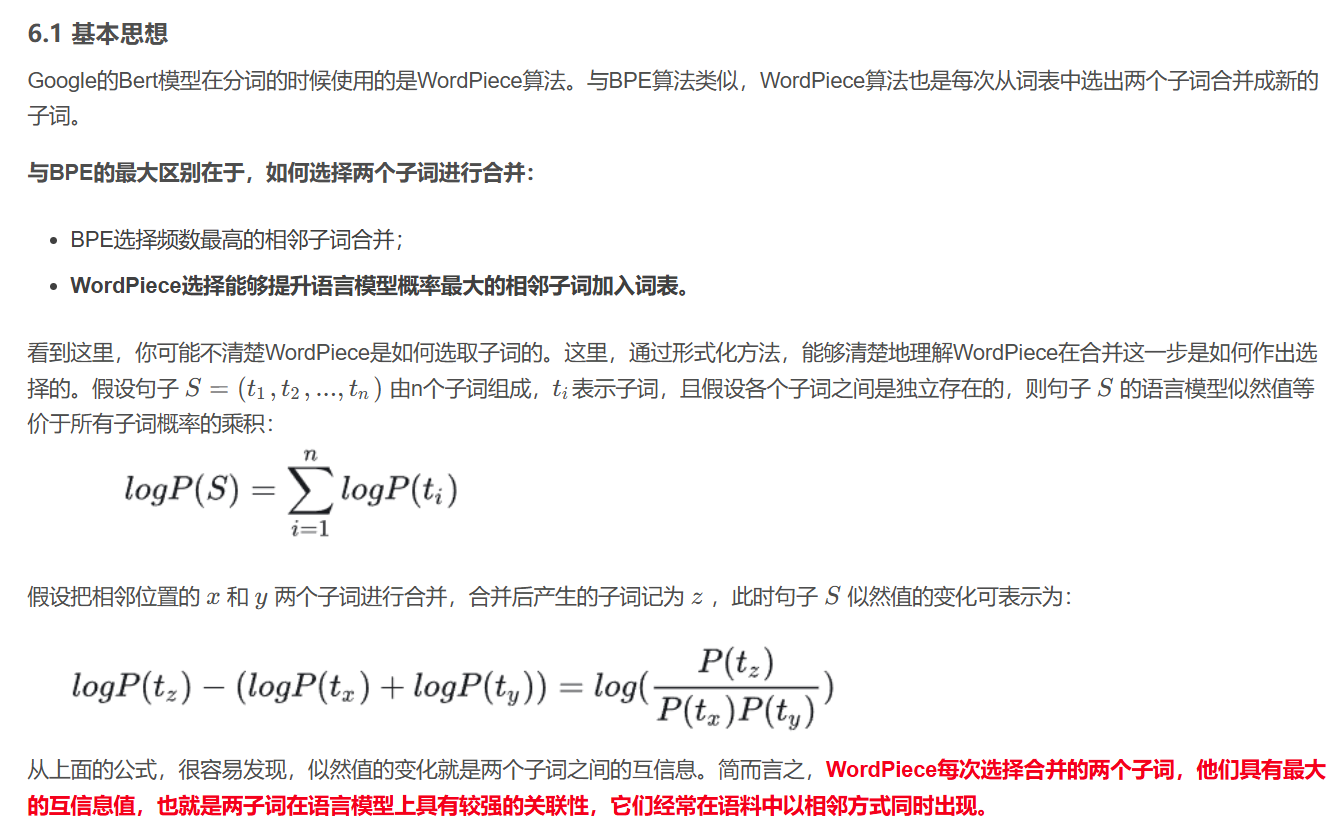 6.1 基本思想
Google的Bert模型在分词的时候使用的是WordPiece算法。与BPE算法类似，WordPiece算法也是每次从词表中选出两个子词合并成新的
子词。
与BPE的最大区别在于，如何选择两个子词进行合并：
• BPE选择频数最高的相邻子词合并；
• WordPiece选择能够提升语言模型概率最大的相邻子词加入词表。
看到这里，你可能不清楚WordPiece是如何选取子词的。这里，通过形式化方法，能够清楚地理解WordPiece在合并这一步是如何作出选
择的。假设句子 S = (t₁, t₂, ..., tₙ) 由n个子词组成，tᵢ表示子词，且假设各个子词之间是独立存在的，则句子 S 的语言模型似然值等
价于所有子词概率的乘积：
logP(S) = \sum_{i=1}^{n} logP(t_i)
假设把相邻位置的 x 和 y 两个子词进行合并，合并后产生的子词记为 z ，此时句子 S 似然值的变化可表示为：
logP(t_z) − (logP(t_x) + logP(t_y)) = log(\frac{P(t_z)}{P(t_x)P(t_y)})
从上面的公式，很容易发现，似然值的变化就是两个子词之间的互信息。简而言之，WordPiece每次选择合并的两个子词，他们具有最大
的互信息值，也就是两子词在语言模型上具有较强的关联性，它们经常在语料中以相邻方式同时出现。